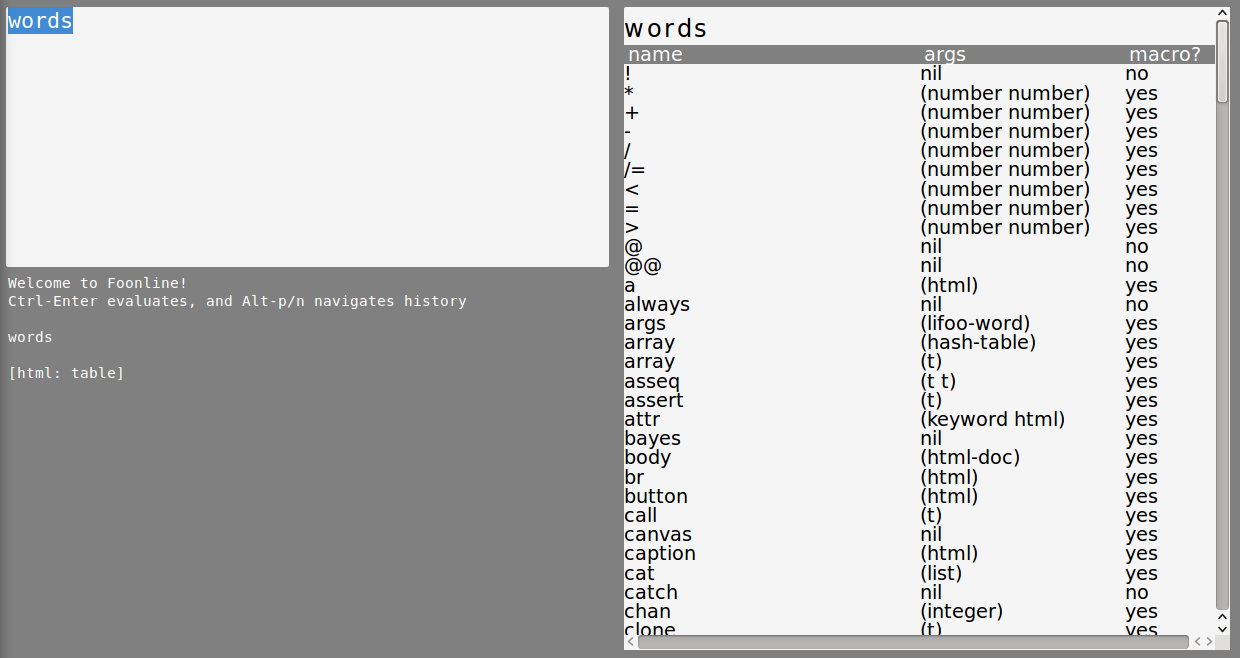 words
Welcome to Foonline!
Ctrl-Enter evaluates, and Alt-p/n navigates history
words
[html: table]
words
name args macro?
! nil no
* (number number) yes
+ (number number) yes
- (number number) yes
/ (number number) yes
/= (number number) yes
< (number number) yes
= (number number) yes
> (number number) yes
@ nil no
@@ nil no
a (html) yes
always nil no
args (lifoo-word) yes
array (hash-table) yes
array (t) yes
asseq (t t) yes
assert (t) yes
attr (keyword html) yes
bayes nil yes
body (html-doc) yes
br (html) yes
button (html) yes
call (t) yes
canvas nil yes
caption (html) yes
cat (list) yes
catch nil no
chan (integer) yes
clone (t) yes